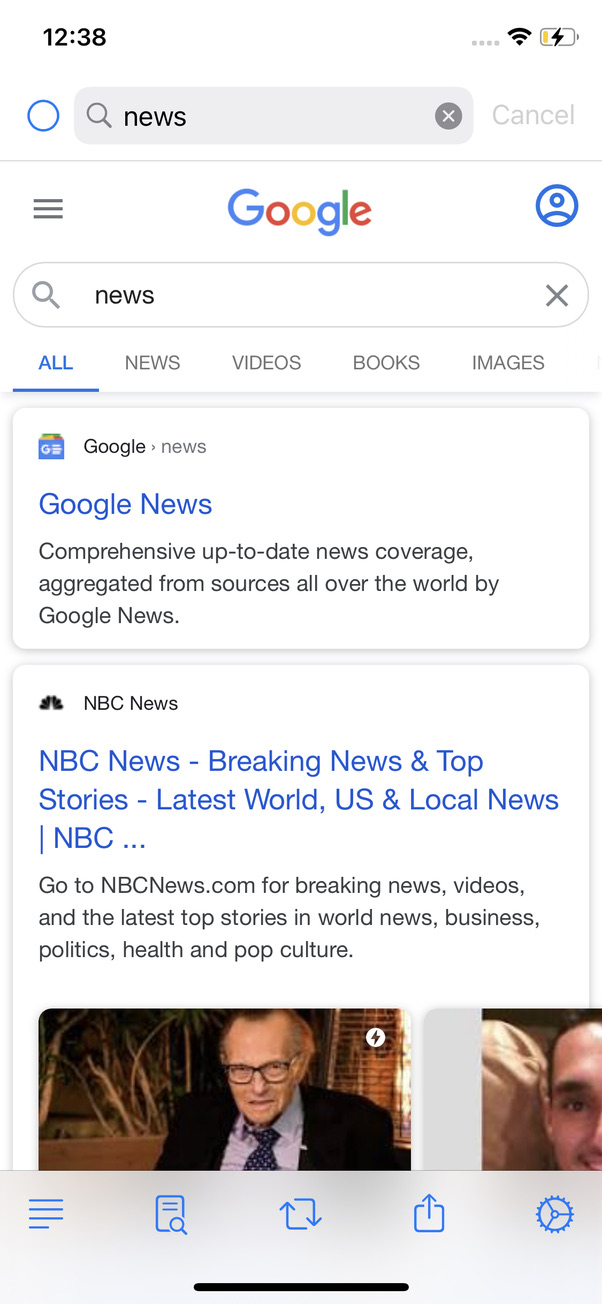 12:38
news
Cancel
Google
news
ALL NEWS VIDEOS BOOKS IMAGES
Google › news
Google News
Comprehensive up-to-date news coverage,
aggregated from sources all over the world by
Google News.
NBC News
NBC News - Breaking News & Top
Stories - Latest World, US & Local News
| NBC ...
Go to NBCNews.com for breaking news, videos,
and the latest top stories in world news, business,
politics, health and pop culture.